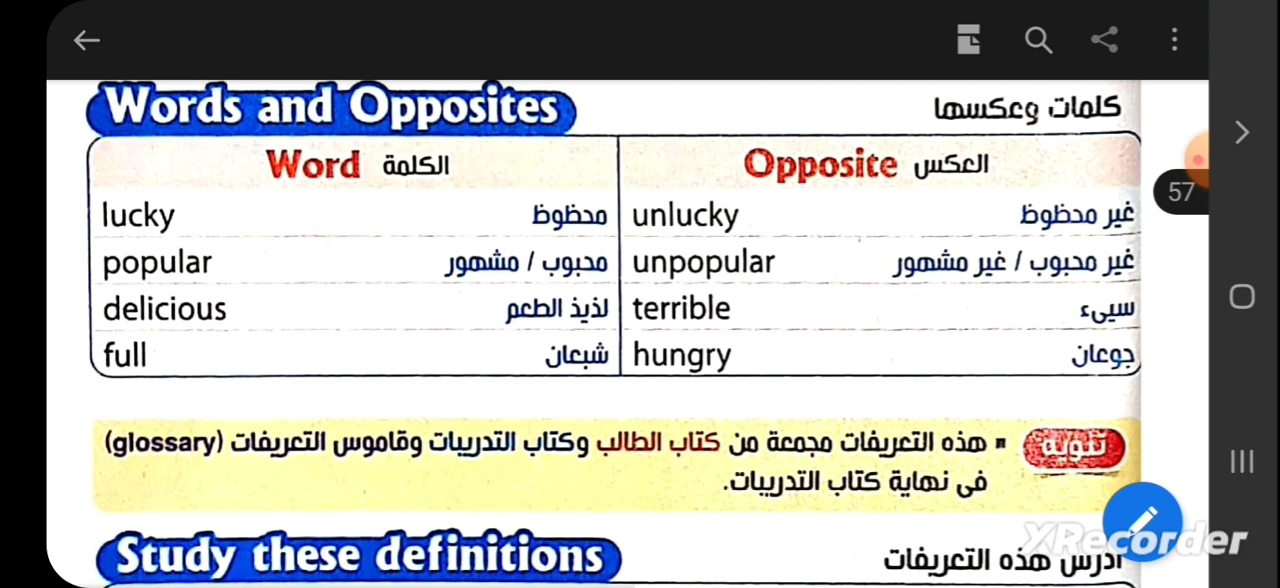 Words and Opposites كلمات وعكسها
Word الكلمة Opposite العكس
lucky محظوظ unlucky غير محظوظ
popular محبوب / مشهور unpopular غير محبوب / غير مشهور
delicious لذيذ الطعم terrible سيىء
full شبعان hungry جوعان
57
تنويه ▪ هذه التعريفات مجمعة من كتاب الطالب وكتاب التدريبات وقاموس التعريفات (glossary)
فى نهاية كتاب التدريبات.
XRecorder
Study these definitions ادرس هذه التعريفات